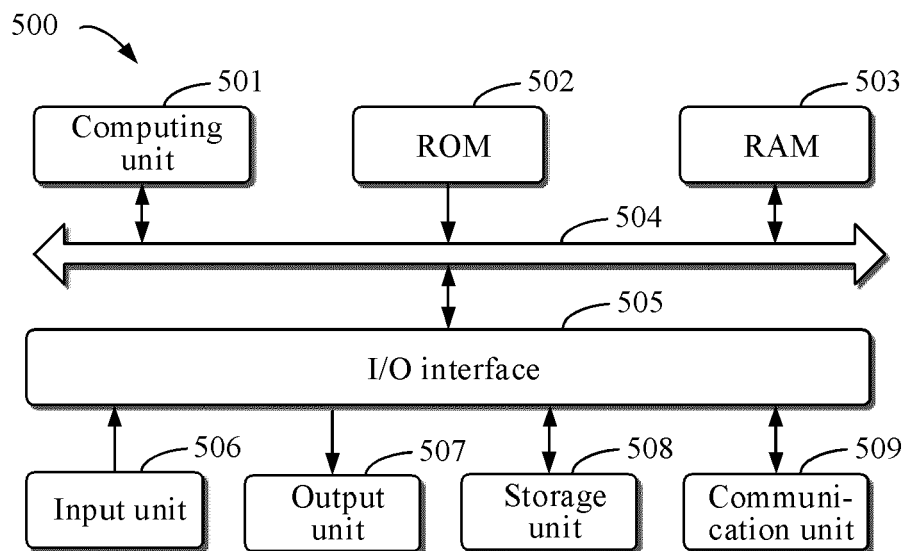 500
501
502
503
Computing
unit
ROM
RAM
504
505
I/O interface
506
507
508
509
Input unit
Output
unit
Storage
unit
Communi-
cation unit